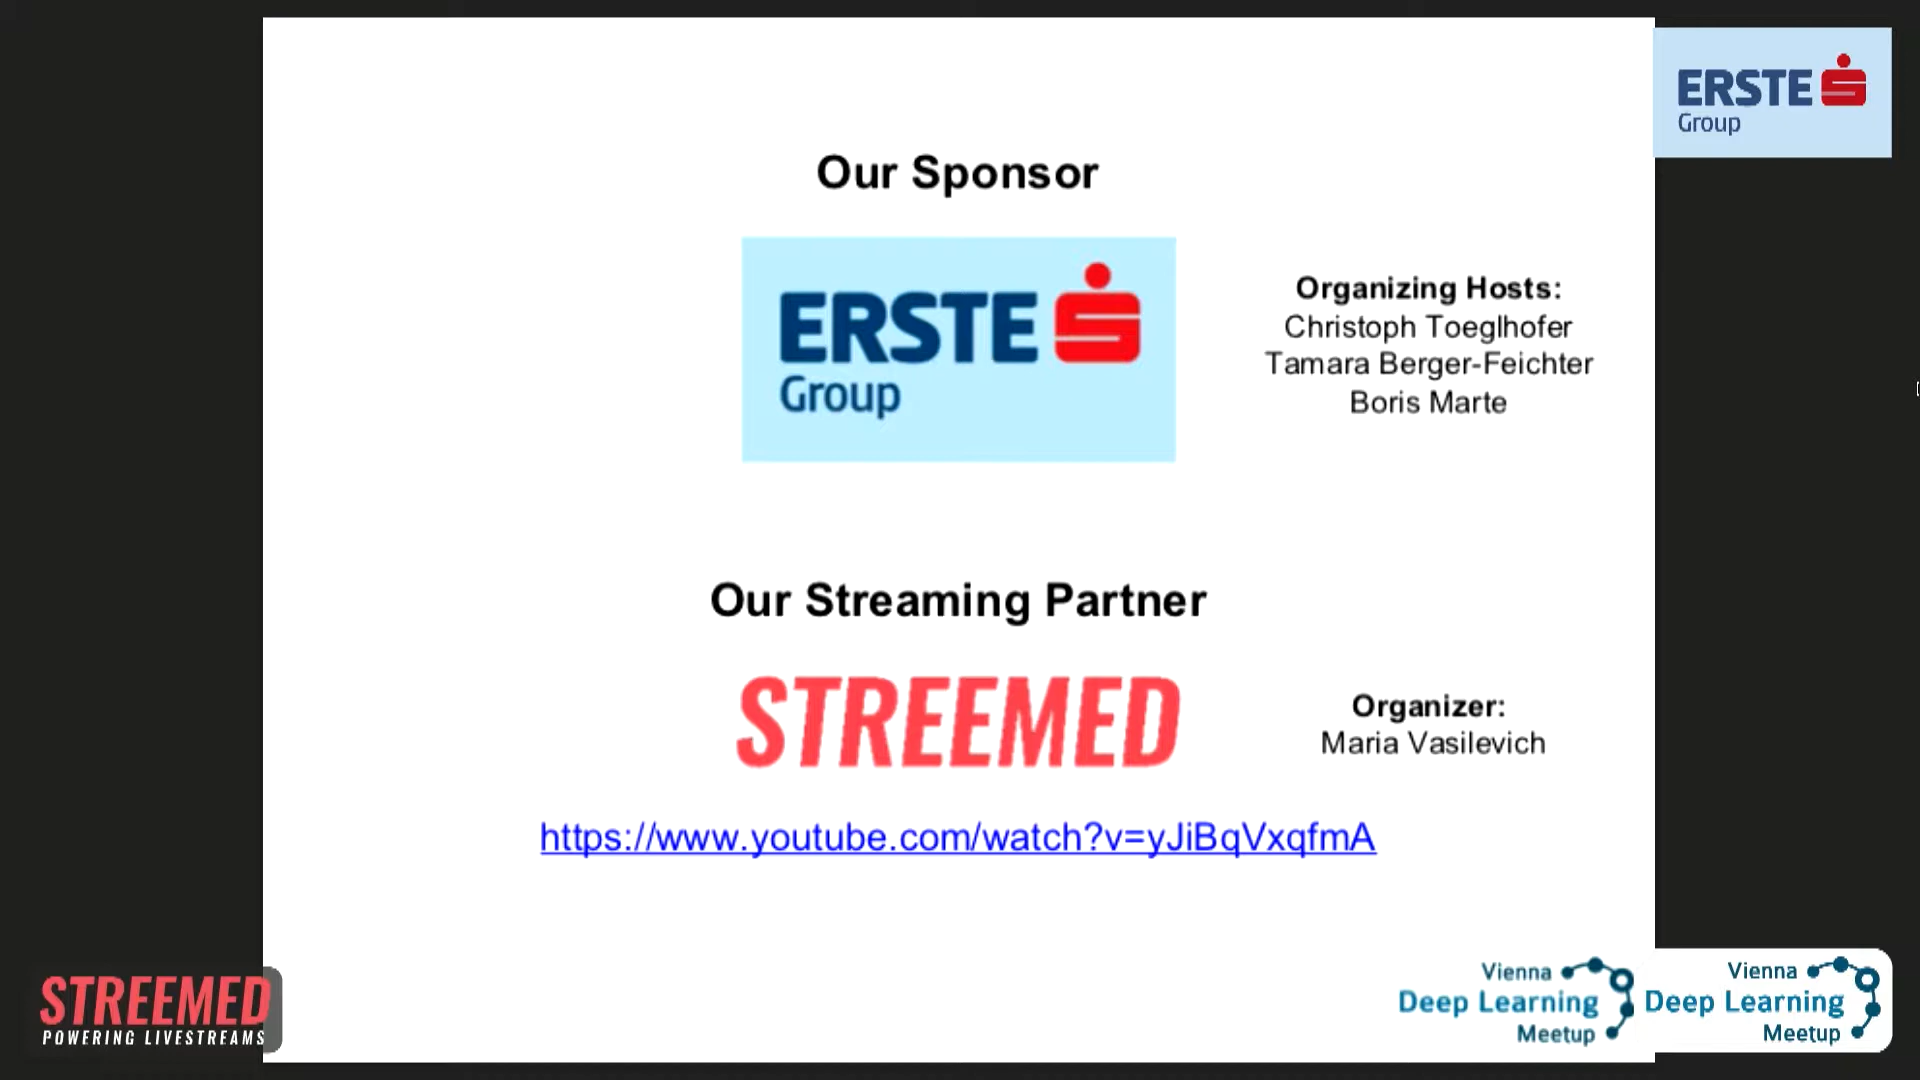 Our Sponsor
ERSTE
Group
Organizing Hosts:
Christoph Toeglhofer
Tamara Berger-Feichter
Boris Marte
Our Streaming Partner
STREEMED
Organizer:
Maria Vasilevich
https://www.youtube.com/watch?v=yJiBqVxqfmA
ERSTE
Group
STREEMED
POWERING LIVESTREAMS
Vienna
Deep Learning
Meetup
Vienna
Deep Learning
Meetup